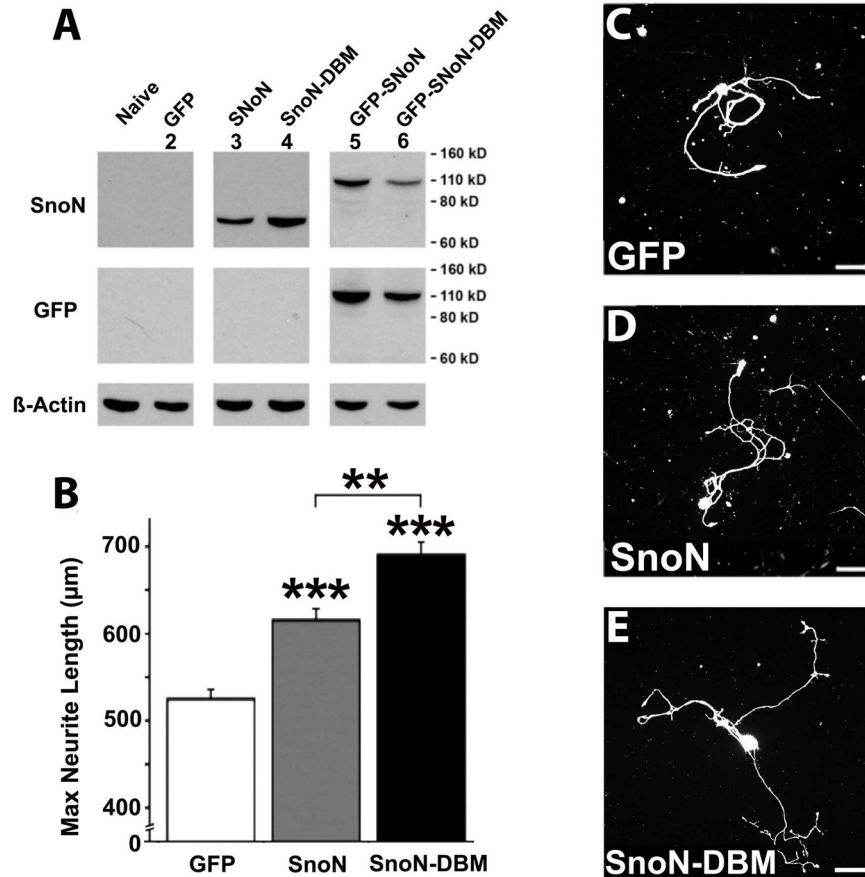 A
Naive
GFP
2
SNoN
3
SnoN-DBM
4
GFP-SNoN
5
GFP-SNoN-DBM
6
SnoN
- 160 kD
- 110 kD
- 80 kD
- 60 kD
GFP
- 160 kD
- 110 kD
- 80 kD
- 60 kD
ß-Actin
B
Max Neurite Length (µm)
700
600
500
400
0
***
**
***
GFP
SnoN
SnoN-DBM
C
GFP
D
SnoN
E
SnoN-DBM